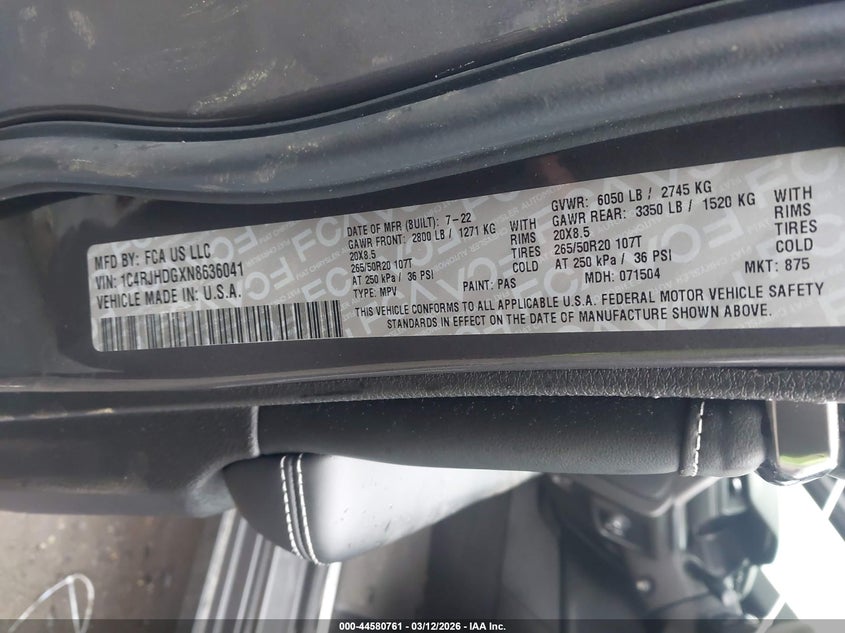 MFD BY: FCA US LLC
VIN: 1C4RJHDGXN8636041
VEHICLE MADE IN U.S.A.
DATE OF MFR (BUILT): 7-22
GAWR FRONT: 2800 LB / 1271 KG WITH
20X8.5 RIMS
265/50R20 107T TIRES
AT 250 kPa / 36 PSI COLD
TYPE: MPV PAINT: PAS
GVWR: 6050 LB / 2745 KG
GAWR REAR: 3350 LB / 1520 KG WITH
20X8.5 RIMS
265/50R20 107T TIRES
AT 250 kPa / 36 PSI COLD
MDH: 071504 MKT: 875
THIS VEHICLE CONFORMS TO ALL APPLICABLE U.S.A. FEDERAL MOTOR VEHICLE SAFETY
STANDARDS IN EFFECT ON THE DATE OF MANUFACTURE SHOWN ABOVE.
000-44580761 - 03/12/2026 - IAA Inc.